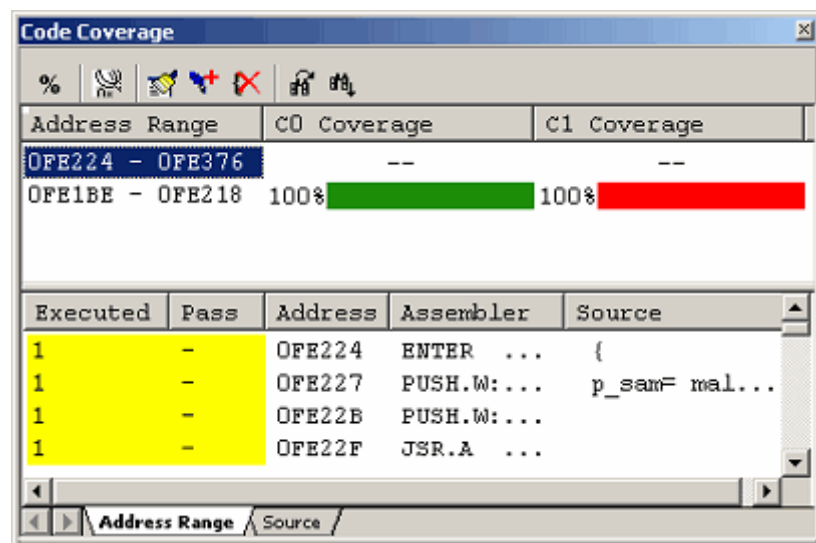 Code Coverage
%
Address Range C0 Coverage C1 Coverage
0FE224 - 0FE376 -- --
0FE1BE - 0FE218 100% 100%
Executed Pass Address Assembler Source
1 - 0FE224 ENTER ... {
1 - 0FE227 PUSH.W:... p_sam= mal...
1 - 0FE22B PUSH.W:...
1 - 0FE22F JSR.A ...
Address Range Source